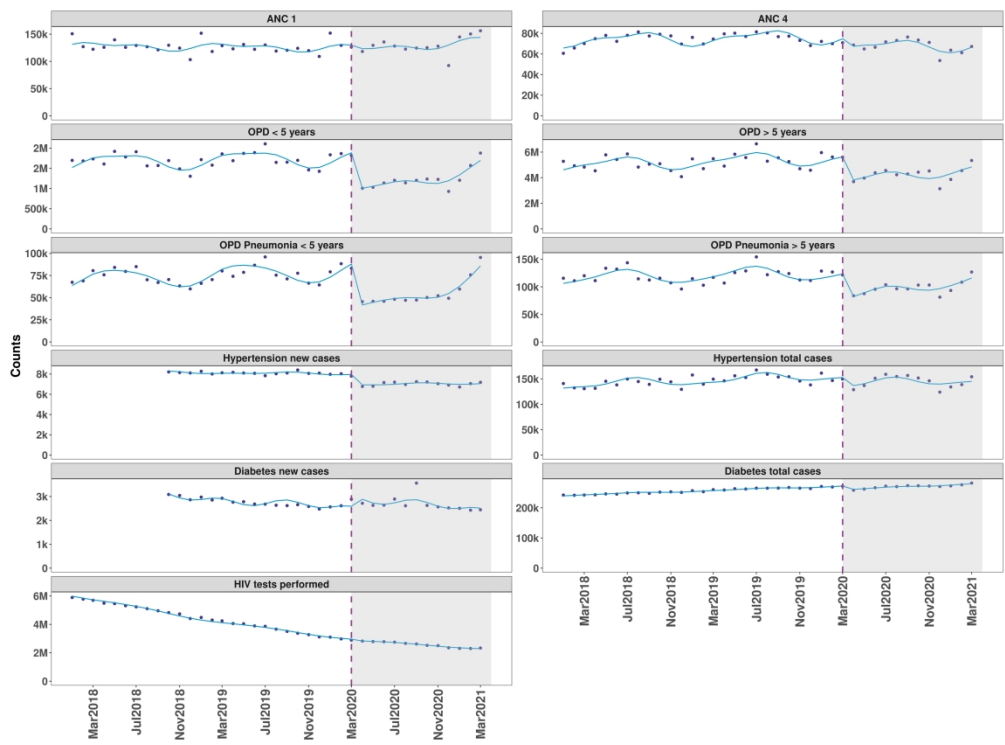 ANC 1
150k
100k
50k
0
ANC 4
80k
60k
40k
20k
0
OPD < 5 years
2M
2M
1M
500k
0
OPD > 5 years
6M
4M
2M
0
OPD Pneumonia < 5 years
100k
75k
50k
25k
0
OPD Pneumonia > 5 years
150k
100k
50k
0
Counts
Hypertension new cases
8k
6k
4k
2k
0
Hypertension total cases
150k
100k
50k
0
Diabetes new cases
3k
2k
1k
0
Diabetes total cases
200k
100k
0
Mar2018
Jul2018
Nov2018
Mar2019
Jul2019
Nov2019
Mar2020
Jul2020
Nov2020
Mar2021
HIV tests performed
6M
4M
2M
0
Mar2018
Jul2018
Nov2018
Mar2019
Jul2019
Nov2019
Mar2020
Jul2020
Nov2020
Mar2021